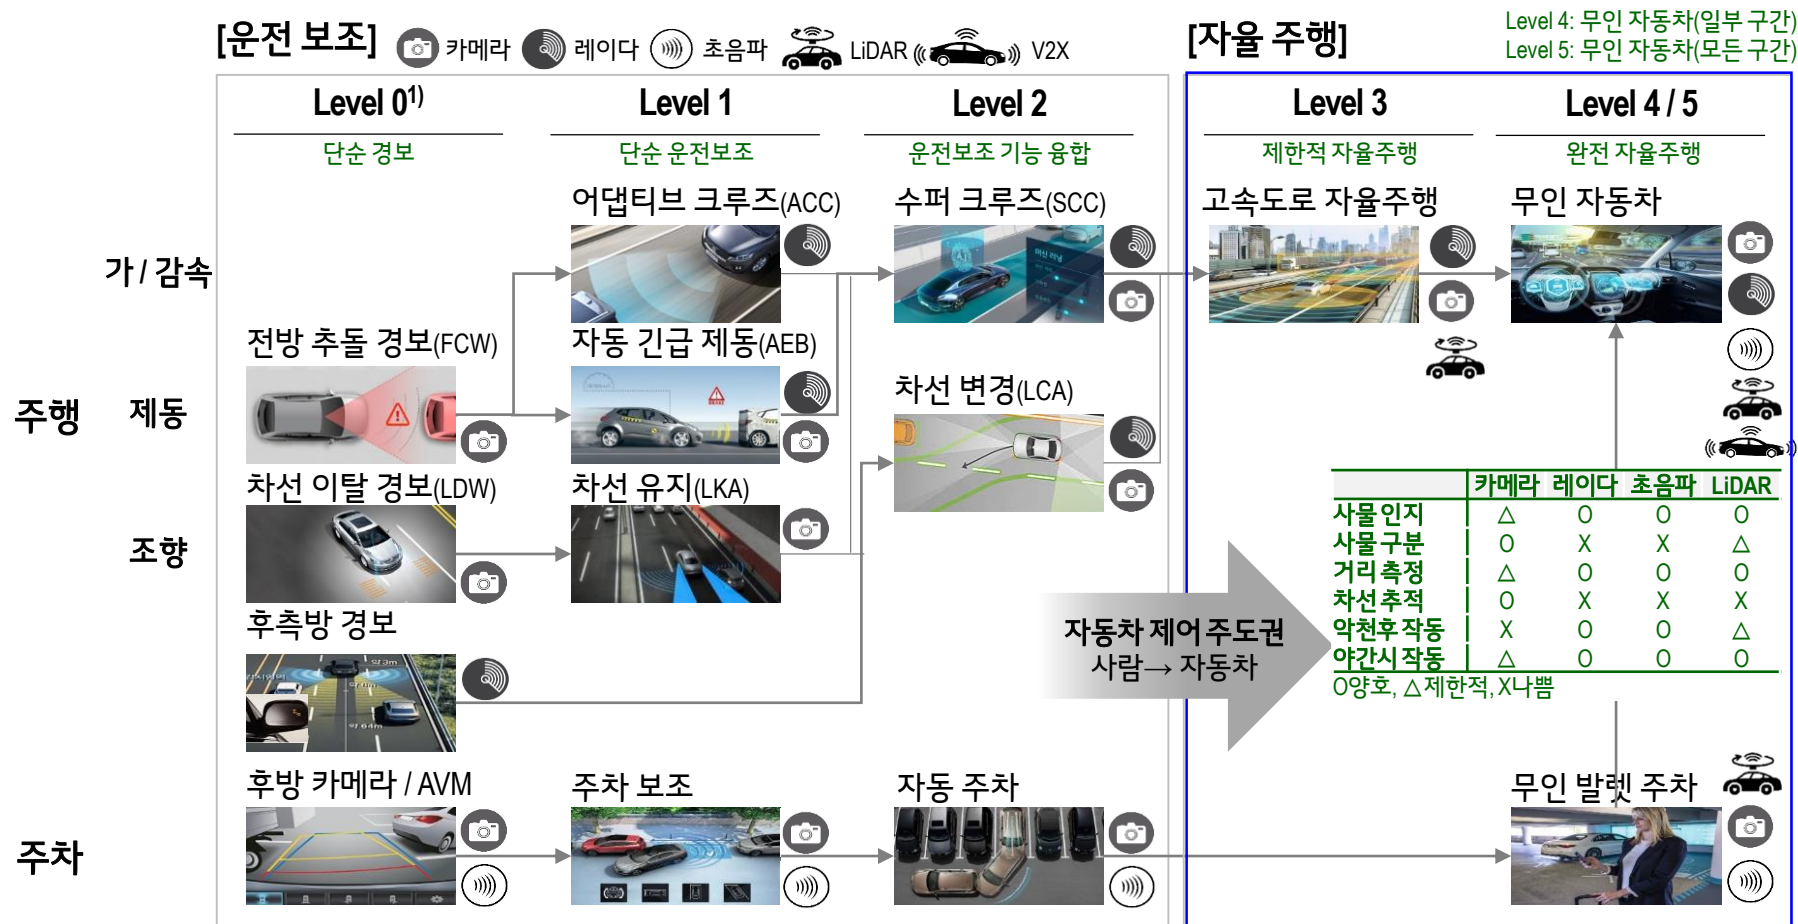 [운전 보조] 카메라 레이다 초음파 LiDAR V2X
[자율 주행]
Level 4: 무인 자동차(일부 구간)
Level 5: 무인 자동차(모든 구간)
Level 0¹⁾ Level 1 Level 2 Level 3 Level 4 / 5
단순 경보 단순 운전보조 운전보조 기능 융합 제한적 자율주행 완전 자율주행
어댑티브 크루즈(ACC) 수퍼 크루즈(SCC) 고속도로 자율주행 무인 자동차
가 / 감속
머신 러닝
A.I.
전방 추돌 경보(FCW) 자동 긴급 제동(AEB)
차선 변경(LCA)
주행 제동
차선 이탈 경보(LDW) 차선 유지(LKA)
조향
카메라 레이다 초음파 LiDAR
사물 인지 △ O O O
사물 구분 O X X △
거리 측정 △ O O O
차선 추적 O X X X
악천후 작동 X O O △
야간시 작동 △ O O O
O양호, △제한적, X나쁨
자동차 제어 주도권
사람→ 자동차
후측방 경보
약 3m
약 64m
후방 카메라 / AVM 주차 보조 자동 주차 무인 발렛 주차
주차